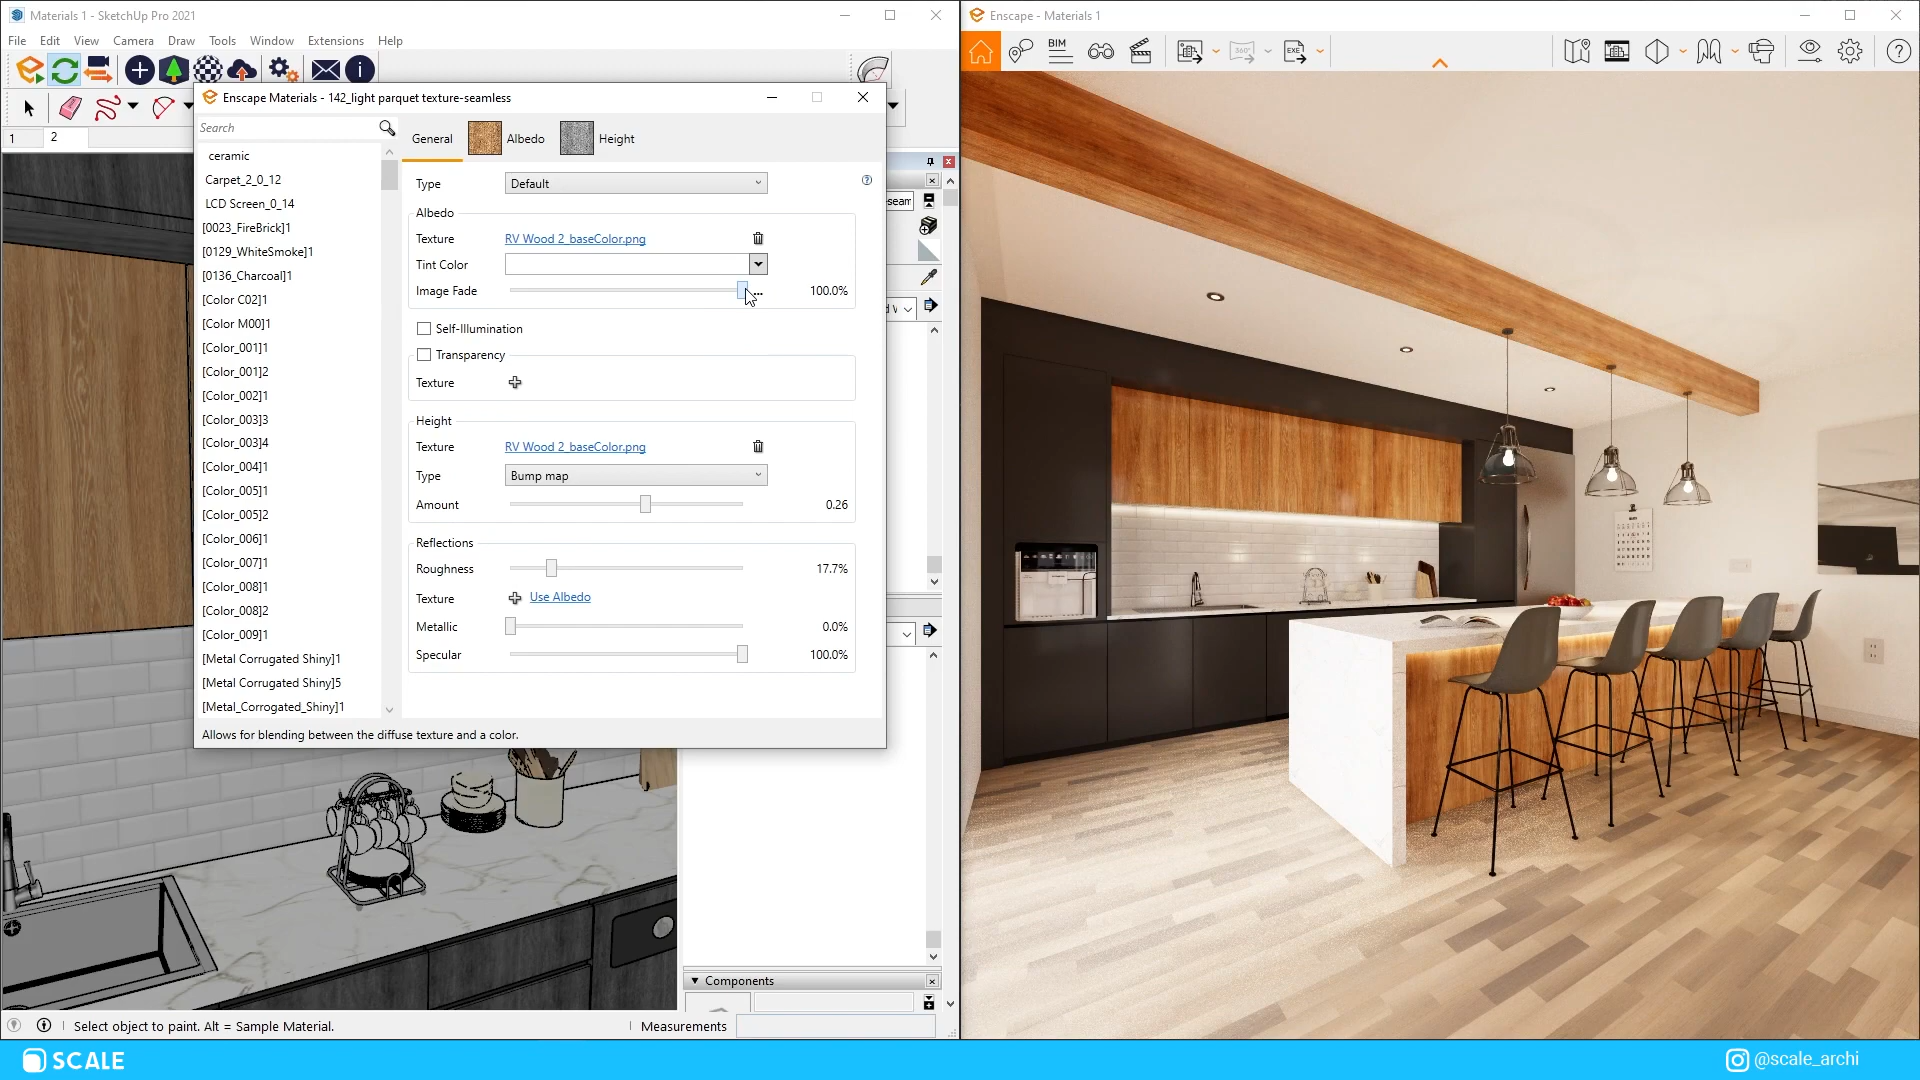 Materials 1 - SketchUp Pro 2021
File Edit View Camera Draw Tools Window Extensions Help
1 2
Enscape Materials - 142_light parquet texture-seamless
Search
ceramic
Carpet_2_0_12
LCD Screen_0_14
[0023_FireBrick]1
[0129_WhiteSmoke]1
[0136_Charcoal]1
[Color C02]1
[Color M00]1
[Color_001]1
[Color_001]2
[Color_002]1
[Color_003]3
[Color_003]4
[Color_004]1
[Color_005]1
[Color_005]2
[Color_006]1
[Color_007]1
[Color_008]1
[Color_008]2
[Color_009]1
[Metal Corrugated Shiny]1
[Metal Corrugated Shiny]5
[Metal_Corrogated_Shiny]1
General Albedo Height
Type Default
Albedo
Texture RV Wood 2_baseColor.png
Tint Color
Image Fade ... 100.0%
Self-Illumination
Transparency
Texture
Height
Texture RV Wood 2_baseColor.png
Type Bump map
Amount 0.26
Reflections
Roughness 17.7%
Texture Use Albedo
Metallic 0.0%
Specular 100.0%
Allows for blending between the diffuse texture and a color.
seam
Components
Select object to paint. Alt = Sample Material.
Measurements
Enscape - Materials 1
BIM
360°
EXE
SCALE
@scale_archi